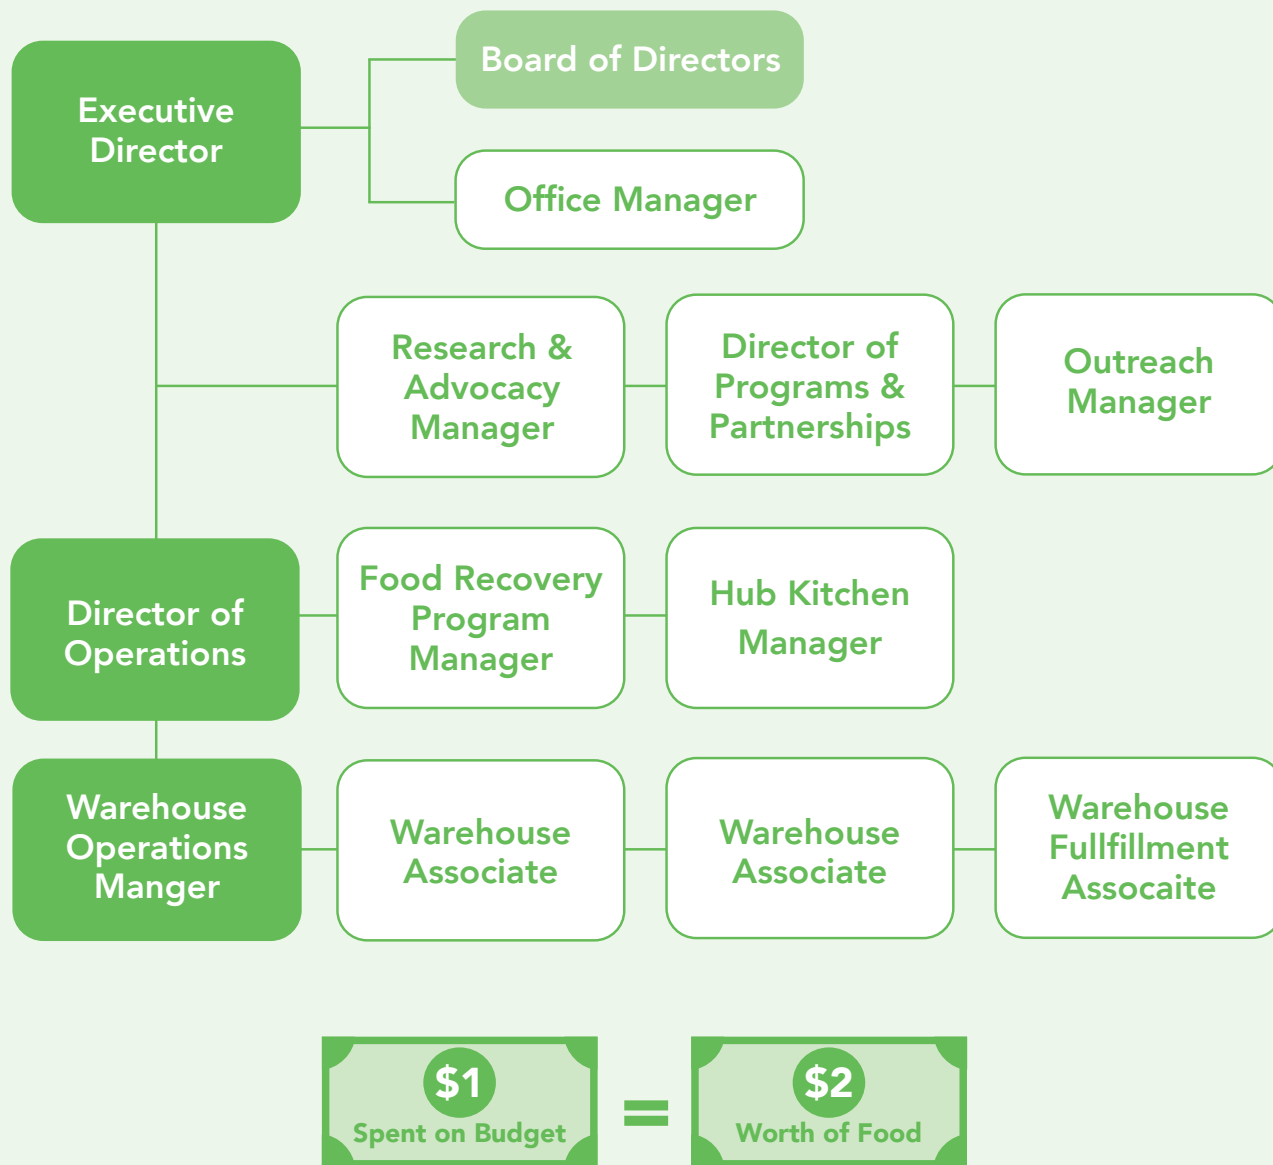 Board of Directors
Executive
Director
Office Manager
Research &
Advocacy
Manager
Director of
Programs &
Partnerships
Outreach
Manager
Director of
Operations
Food Recovery
Program
Manager
Hub Kitchen
Manager
Warehouse
Operations
Manger
Warehouse
Associate
Warehouse
Associate
Warehouse
Fullfillment
Assocaite
$1
Spent on Budget
=
$2
Worth of Food